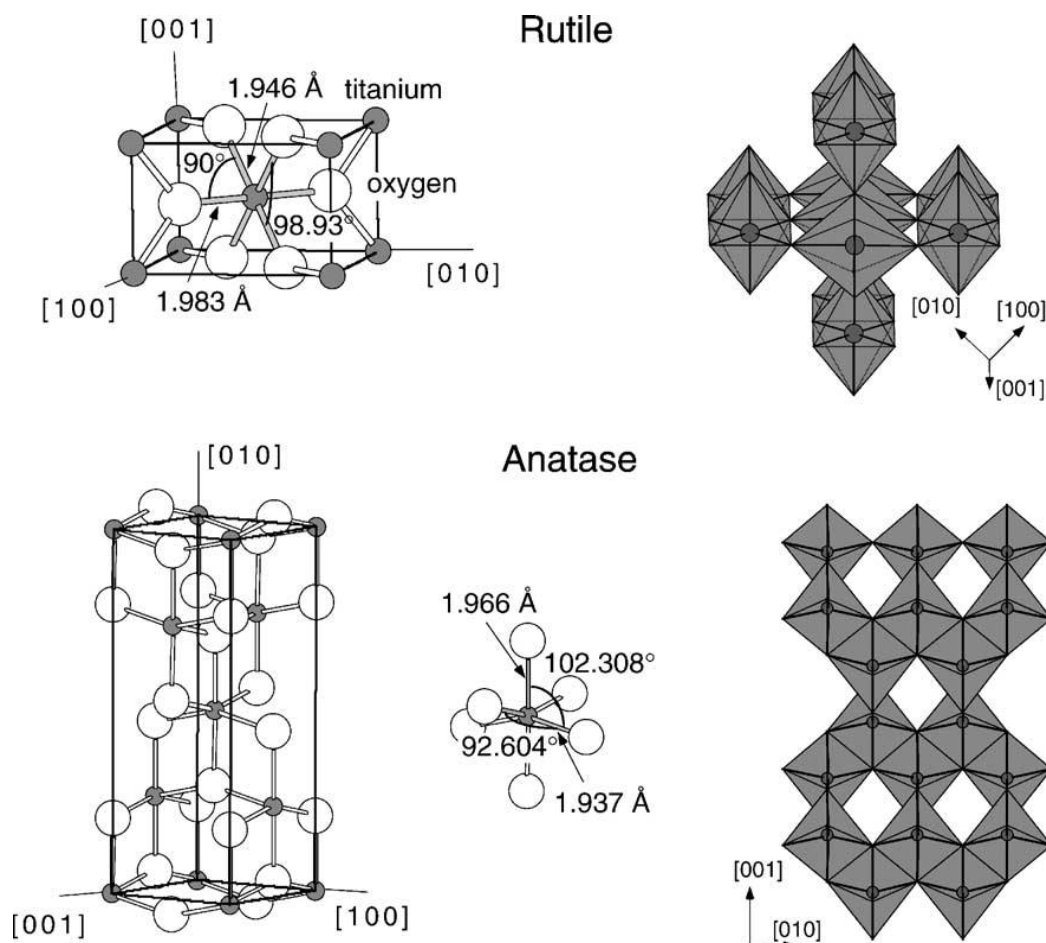 Rutile
[001]
1.946 Å
titanium
90°
oxygen
98.93°
[010]
[100]
1.983 Å
[010]
[100]
[001]
Anatase
[010]
1.966 Å
102.308°
92.604°
1.937 Å
[001]
[100]
[001]
[010]